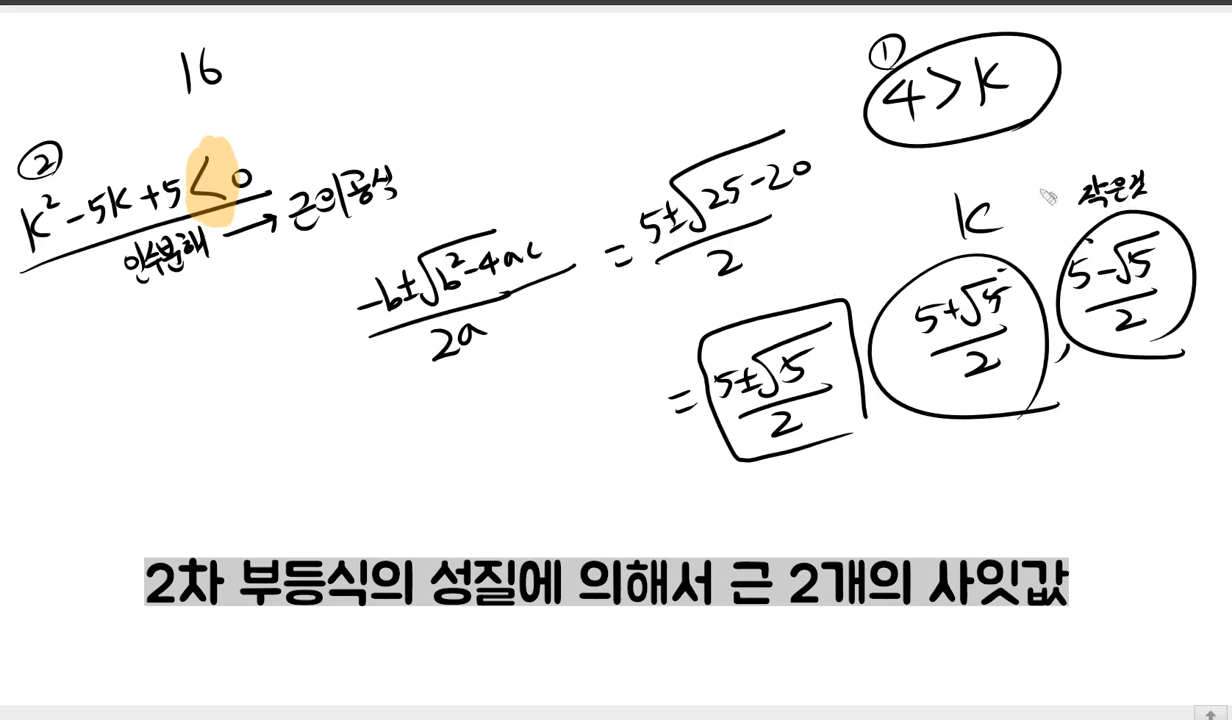 16
① 4 > k
② k² - 5k + 5 < 0
인수분해 → 근의 공식
-b±√b²-4ac / 2a
= 5±√25-20 / 2
= 5±√5 / 2
k
5+√5 / 2 , 5-√5 / 2
작은것
2차 부등식의 성질에 의해서 근 2개의 사잇값